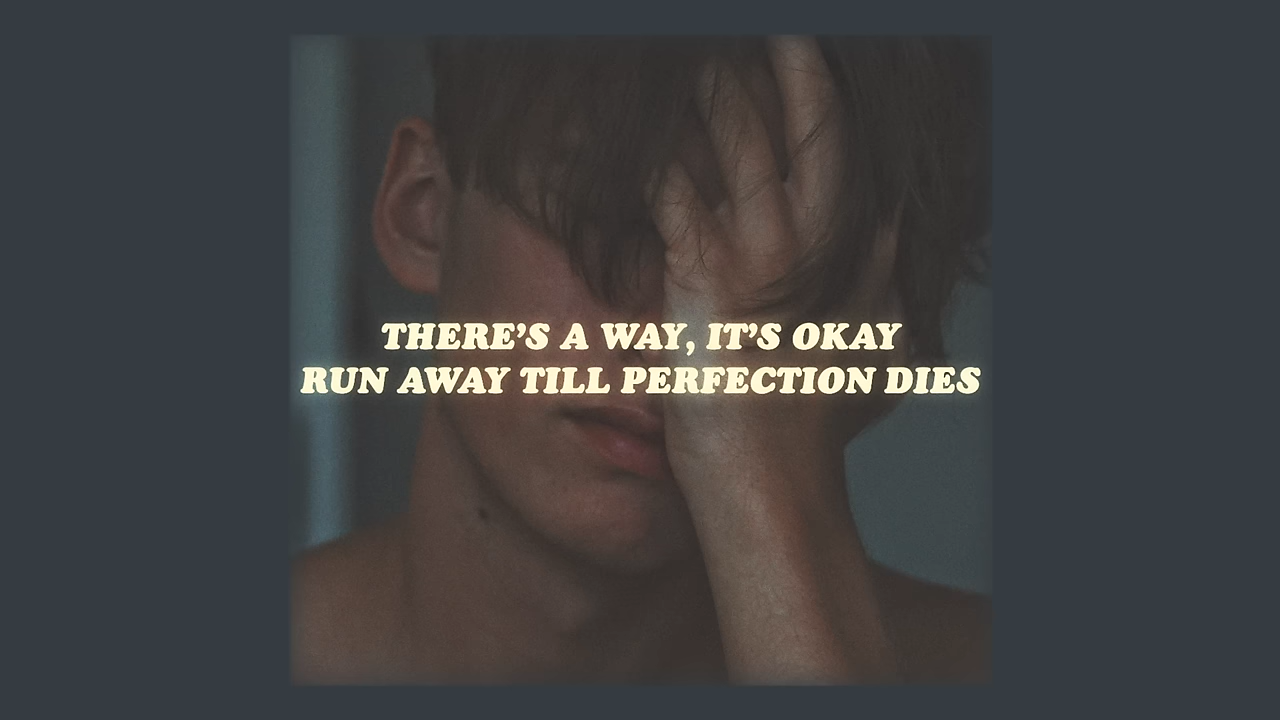 THERE’S A WAY, IT’S OKAY
RUN AWAY TILL PERFECTION DIES